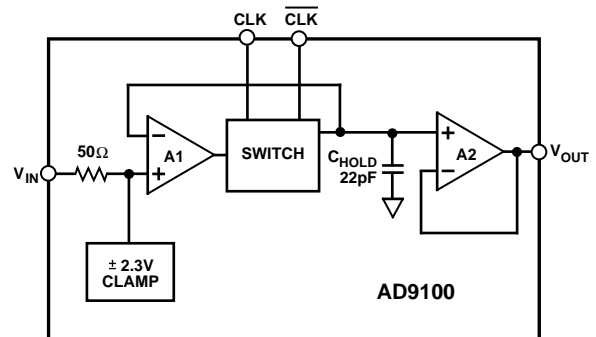 CLK CLK
50Ω
A1
SWITCH
A2
V_IN
C_HOLD
22pF
V_OUT
± 2.3V
CLAMP
AD9100